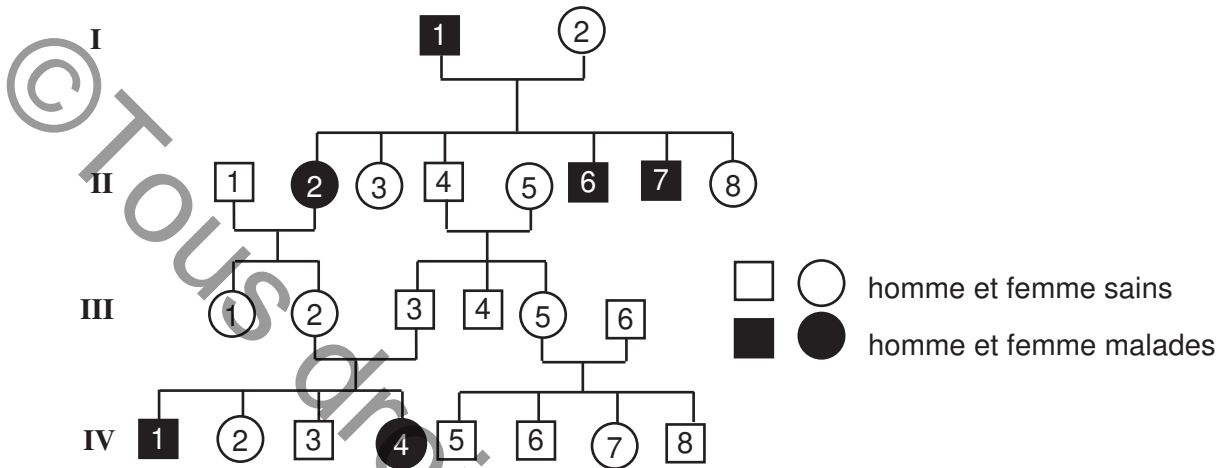 I 1 2
II 1 2 3 4 5 6 7 8
III 1 2 3 4 5 6
IV 1 2 3 4 5 6 7 8
homme et femme sains
homme et femme malades
©Tous droi